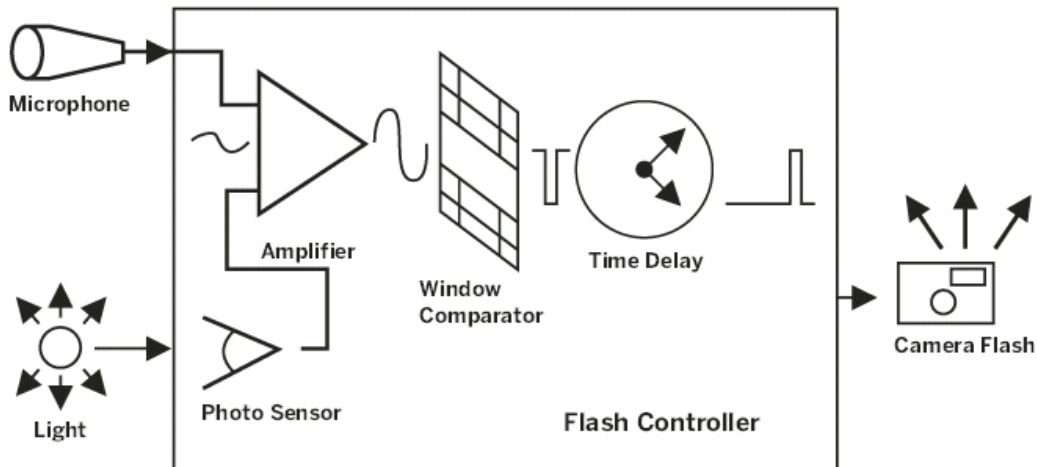 Microphone
Amplifier
Time Delay
Window
Comparator
Camera Flash
Photo Sensor
Light
Flash Controller